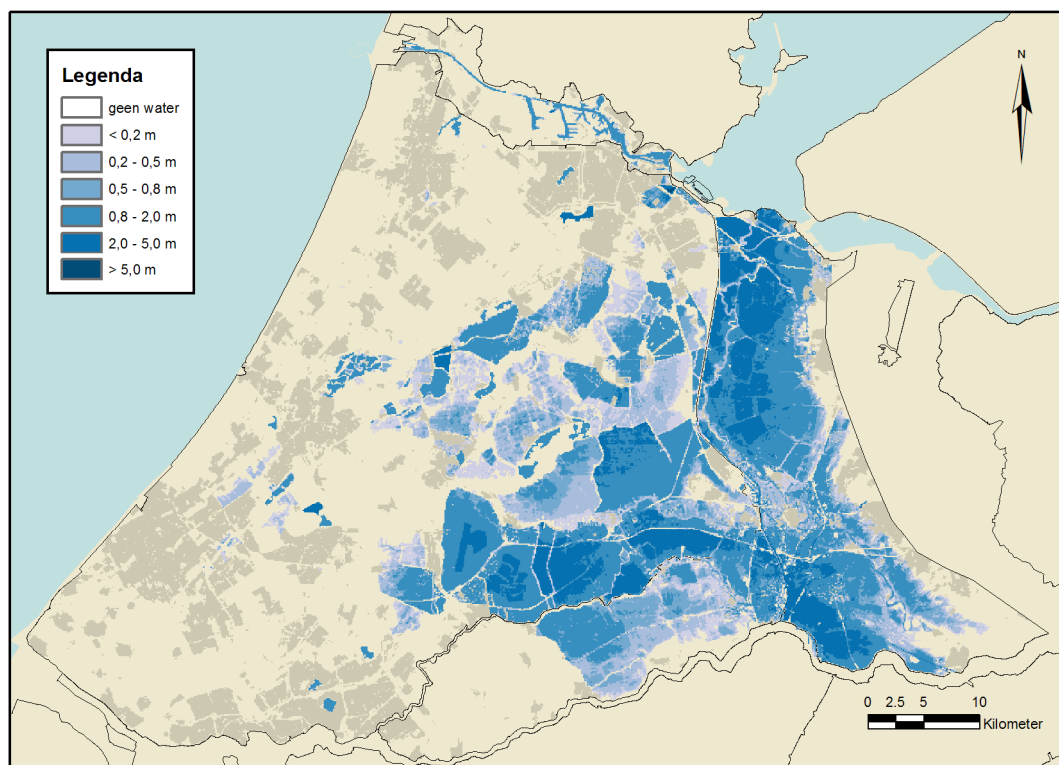 Legenda
geen water
< 0,2 m
0,2 - 0,5 m
0,5 - 0,8 m
0,8 - 2,0 m
2,0 - 5,0 m
> 5,0 m
N
0 2.5 5 10
Kilometer